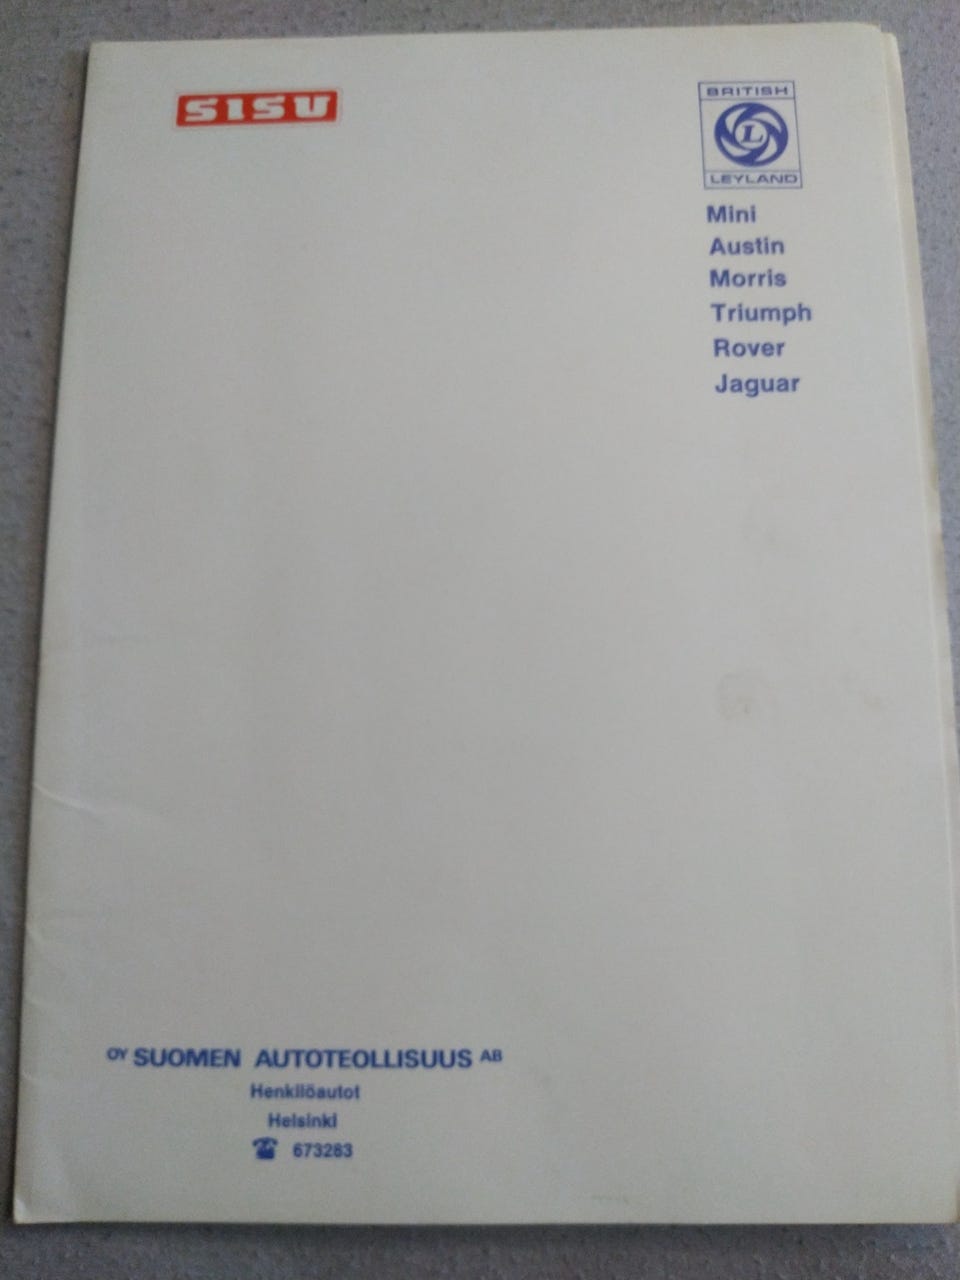 SISU
BRITISH
L
LEYLAND
Mini
Austin
Morris
Triumph
Rover
Jaguar
OY SUOMEN AUTOTEOLLISUUS AB
Henkilöautot
Helsinki
☎ 673283